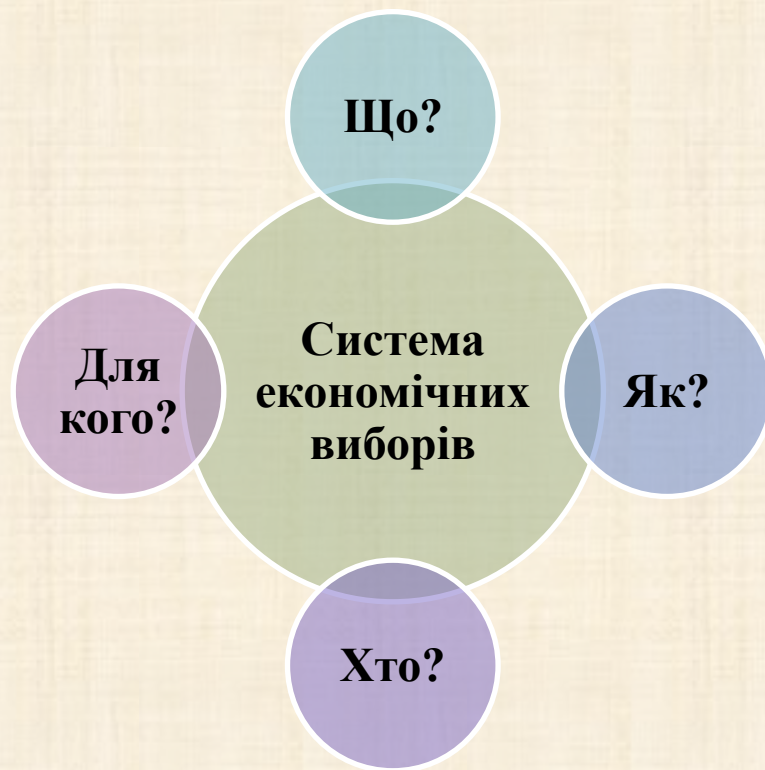 Що?
Для
кого?
Система
економічних
виборів
Як?
Хто?